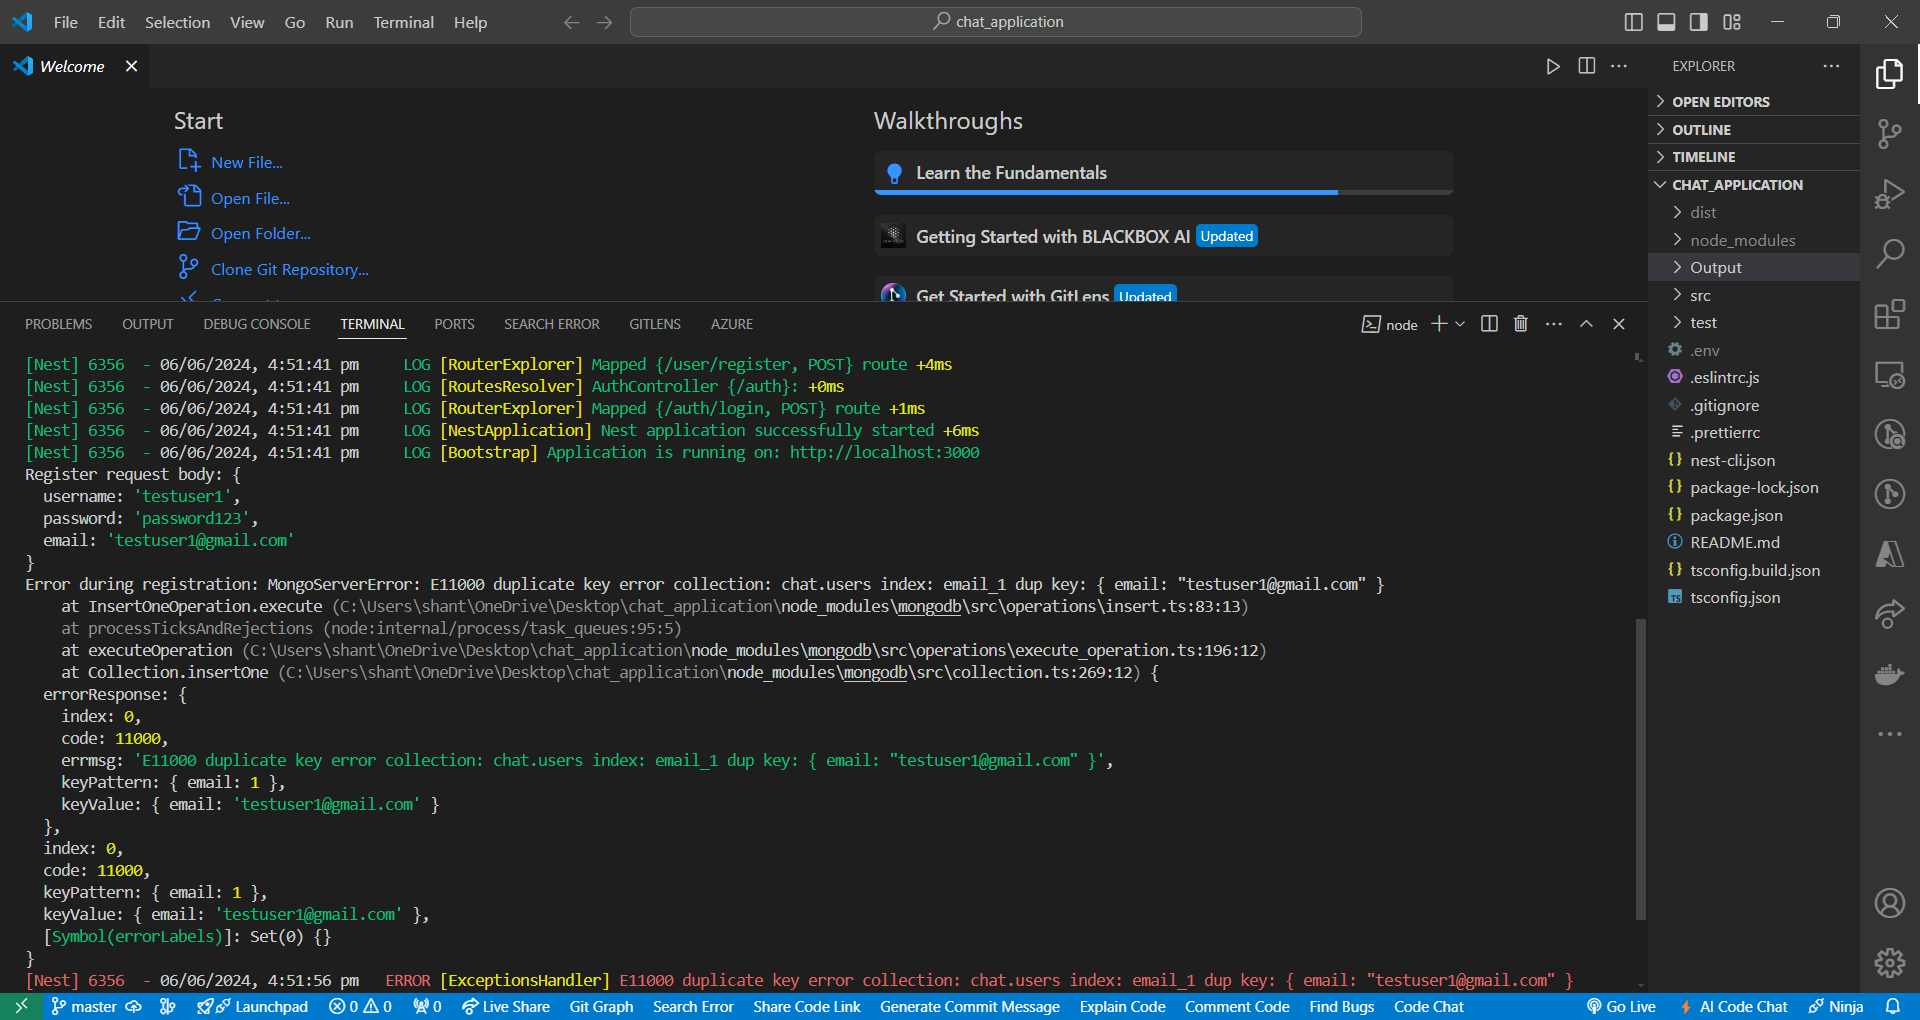 File Edit Selection View Go Run Terminal Help
chat_application
Welcome
Start
New File...
Open File...
Open Folder...
Clone Git Repository...
Walkthroughs
Learn the Fundamentals
Getting Started with BLACKBOX AI Updated
Get Started with GitLens Updated
PROBLEMS OUTPUT DEBUG CONSOLE TERMINAL PORTS SEARCH ERROR GITLENS AZURE
node
[Nest] 6356  - 06/06/2024, 4:51:41 pm     LOG [RouterExplorer] Mapped {/user/register, POST} route +4ms
[Nest] 6356  - 06/06/2024, 4:51:41 pm     LOG [RoutesResolver] AuthController {/auth}: +0ms
[Nest] 6356  - 06/06/2024, 4:51:41 pm     LOG [RouterExplorer] Mapped {/auth/login, POST} route +1ms
[Nest] 6356  - 06/06/2024, 4:51:41 pm     LOG [NestApplication] Nest application successfully started +6ms
[Nest] 6356  - 06/06/2024, 4:51:41 pm     LOG [Bootstrap] Application is running on: http://localhost:3000
Register request body: {
  username: 'testuser1',
  password: 'password123',
  email: 'testuser1@gmail.com'
}
Error during registration: MongoServerError: E11000 duplicate key error collection: chat.users index: email_1 dup key: { email: "testuser1@gmail.com" }
    at InsertOneOperation.execute (C:\Users\shant\OneDrive\Desktop\chat_application\node_modules\mongodb\src\operations\insert.ts:83:13)
    at processTicksAndRejections (node:internal/process/task_queues:95:5)
    at executeOperation (C:\Users\shant\OneDrive\Desktop\chat_application\node_modules\mongodb\src\operations\execute_operation.ts:196:12)
    at Collection.insertOne (C:\Users\shant\OneDrive\Desktop\chat_application\node_modules\mongodb\src\collection.ts:269:12) {
  errorResponse: {
    index: 0,
    code: 11000,
    errmsg: 'E11000 duplicate key error collection: chat.users index: email_1 dup key: { email: "testuser1@gmail.com" }',
    keyPattern: { email: 1 },
    keyValue: { email: 'testuser1@gmail.com' }
  },
  index: 0,
  code: 11000,
  keyPattern: { email: 1 },
  keyValue: { email: 'testuser1@gmail.com' },
  [Symbol(errorLabels)]: Set(0) {}
}
[Nest] 6356  - 06/06/2024, 4:51:56 pm   ERROR [ExceptionsHandler] E11000 duplicate key error collection: chat.users index: email_1 dup key: { email: "testuser1@gmail.com" }
EXPLORER
OPEN EDITORS
OUTLINE
TIMELINE
CHAT_APPLICATION
dist
node_modules
Output
src
test
.env
.eslintrc.js
.gitignore
.prettierrc
nest-cli.json
package-lock.json
package.json
README.md
tsconfig.build.json
TS tsconfig.json
master Launchpad 0 0 0 Live Share Git Graph Search Error Share Code Link Generate Commit Message Explain Code Comment Code Find Bugs Code Chat Go Live AI Code Chat Ninja